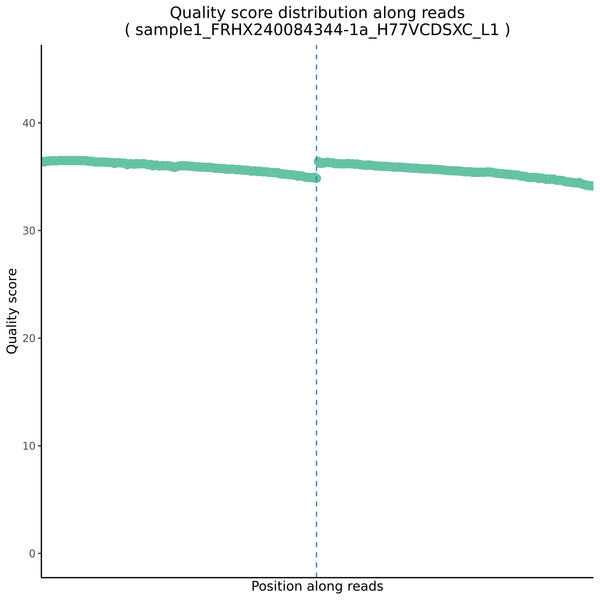 Quality score distribution along reads
( sample1_FRHX240084344-1a_H77VCDSXC_L1 )
40
30
20
10
0
Quality score
Position along reads